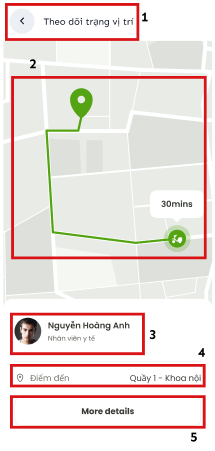 Theo dõi trạng vị trí
1
2
30mins
Nguyễn Hoàng Anh
Nhân viên y tế
3
4
Điểm đến
Quầy 1 - Khoa nội
More details
5